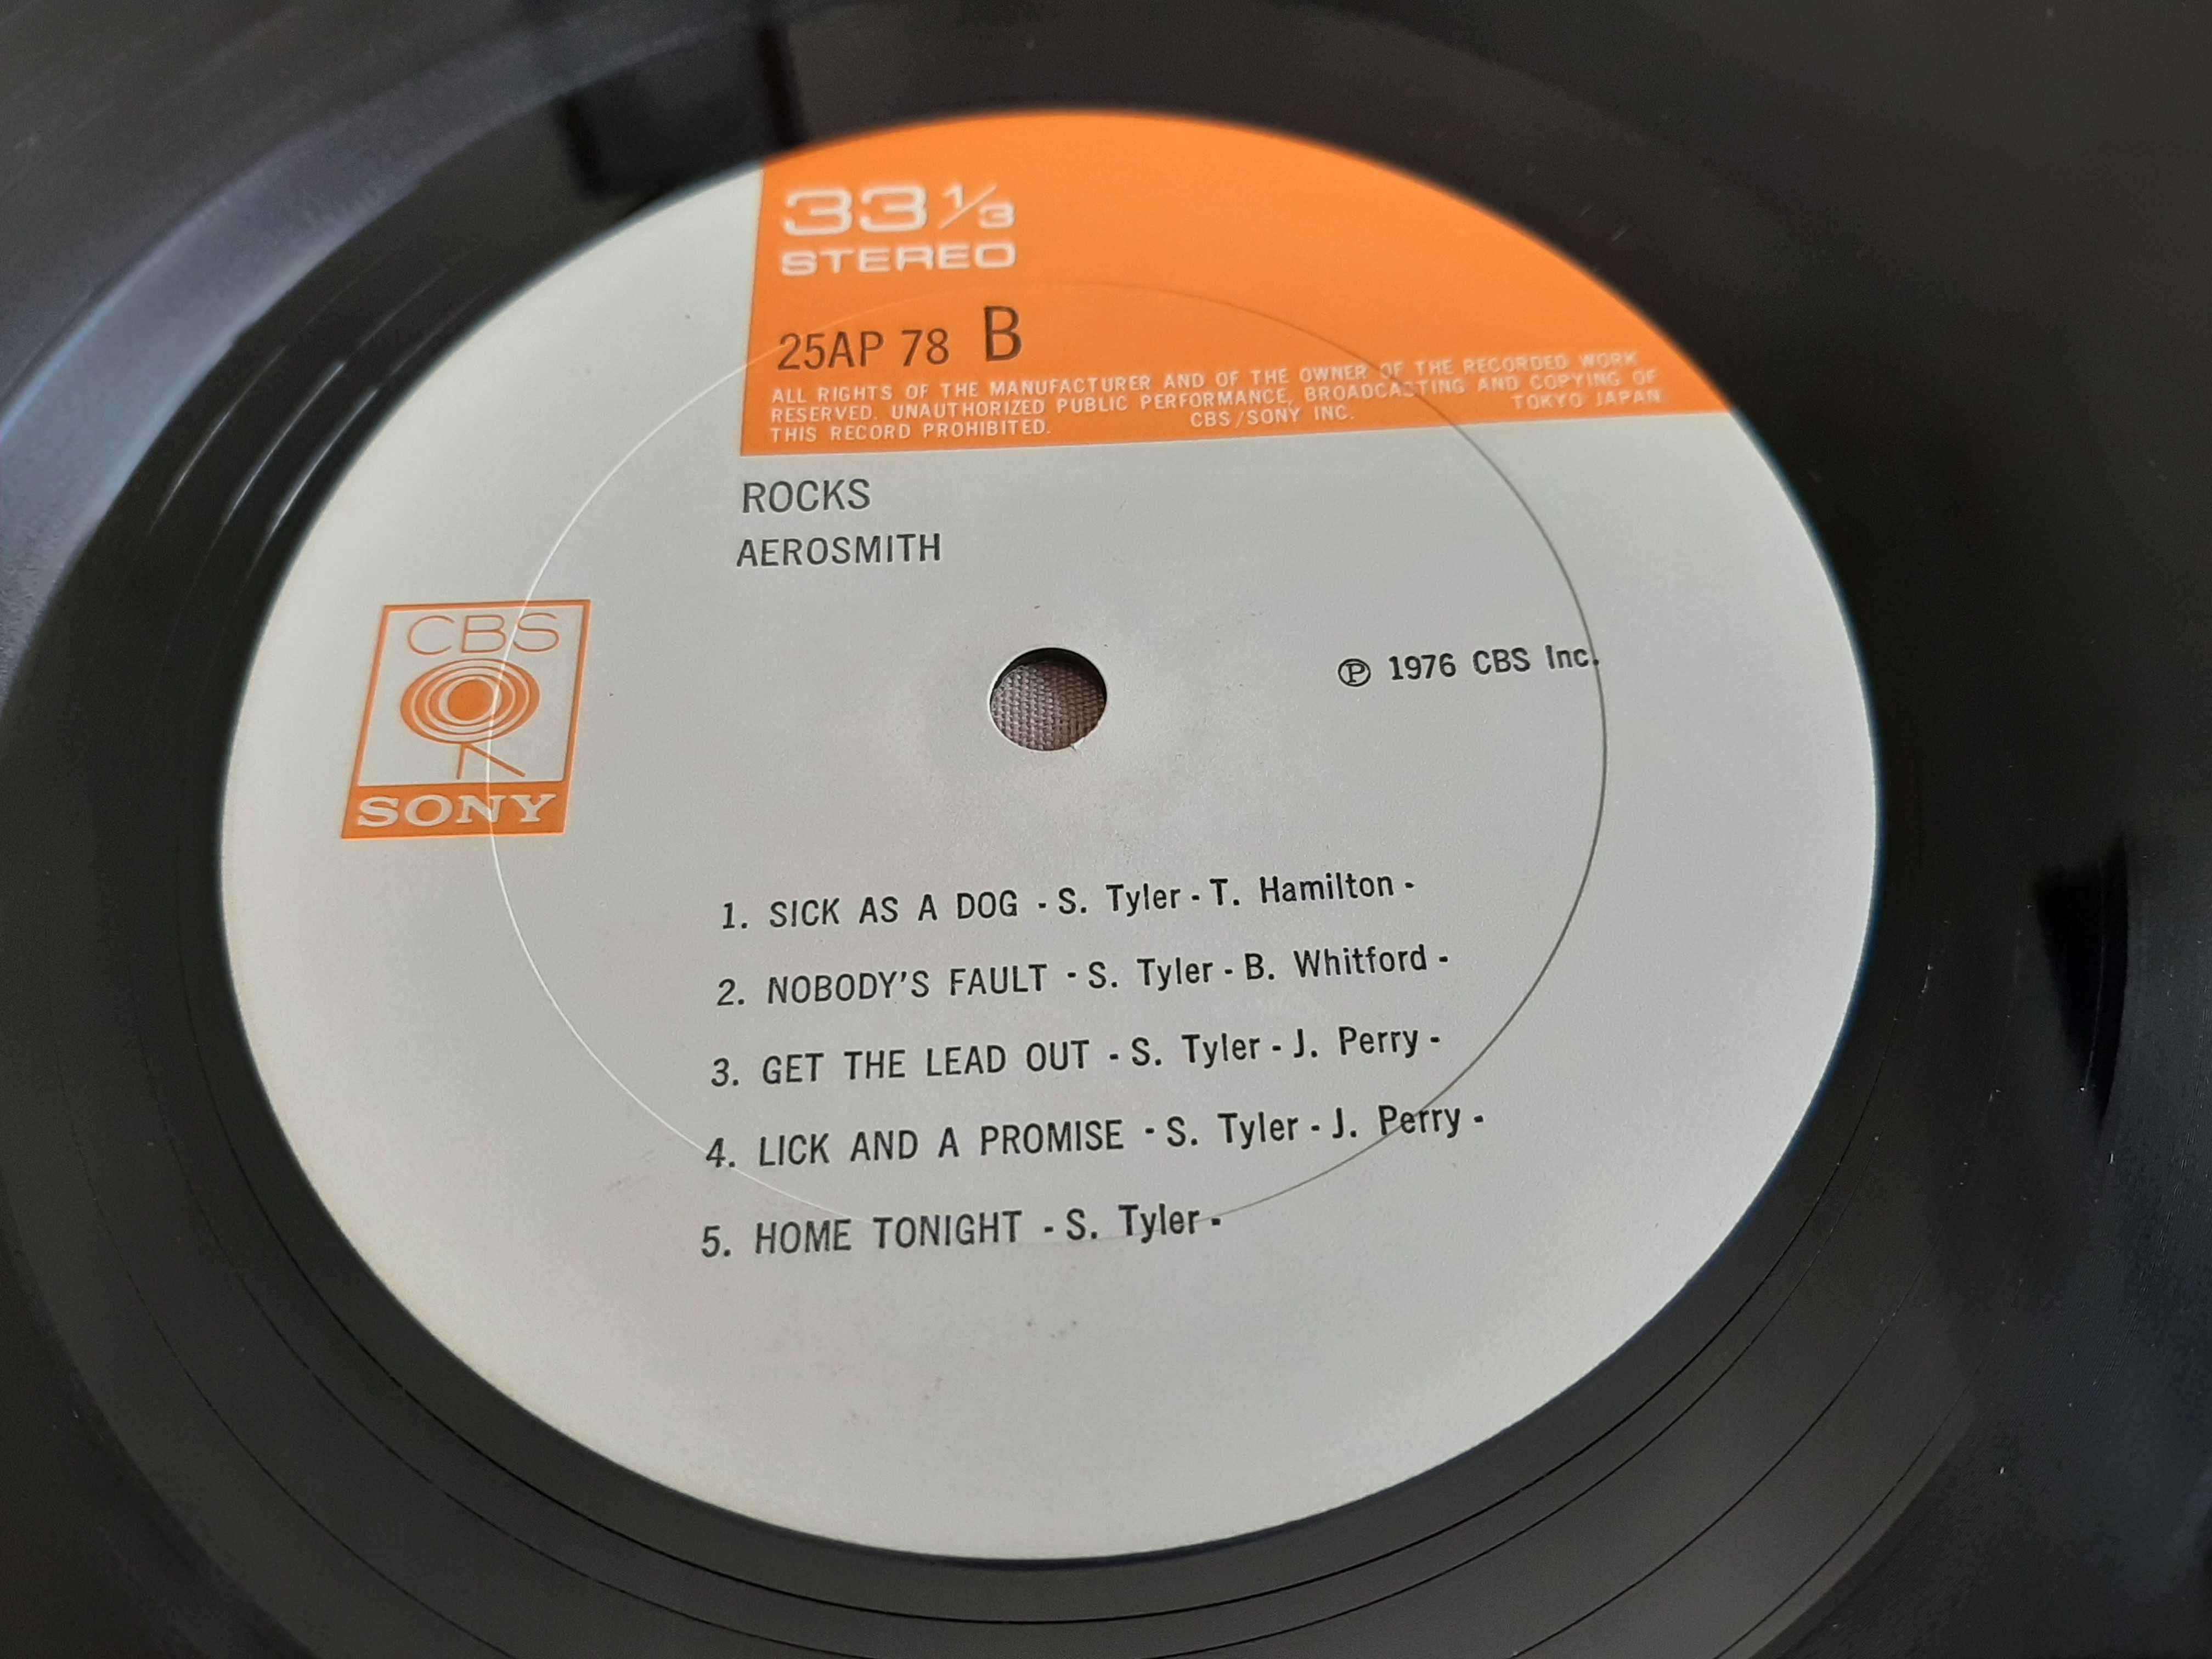 33 1/3
STEREO
25AP 78 B
ALL RIGHTS OF THE MANUFACTURER AND OF THE OWNER OF THE RECORDED WORK
RESERVED. UNAUTHORIZED PUBLIC PERFORMANCE, BROADCASTING AND COPYING OF
THIS RECORD PROHIBITED. CBS/SONY INC. TOKYO JAPAN
ROCKS
AEROSMITH
CBS
SONY
℗ 1976 CBS Inc.
1. SICK AS A DOG - S. Tyler - T. Hamilton -
2. NOBODY'S FAULT - S. Tyler - B. Whitford -
3. GET THE LEAD OUT - S. Tyler - J. Perry -
4. LICK AND A PROMISE - S. Tyler - J. Perry -
5. HOME TONIGHT - S. Tyler -